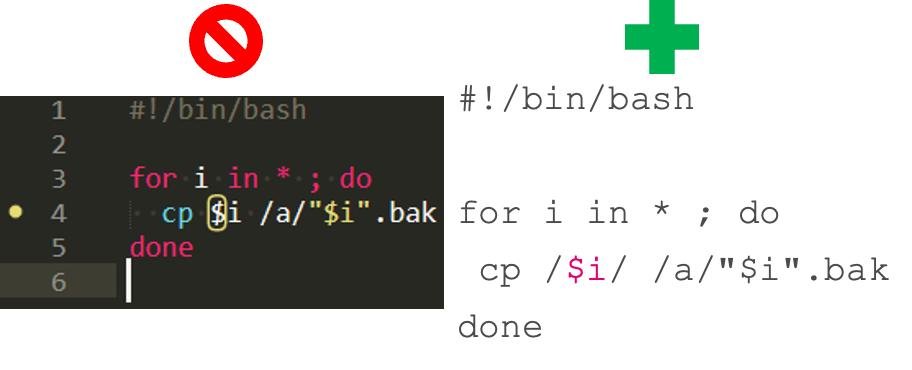 1 #!/bin/bash
2
3 for i in * ; do
4 cp $i /a/"$i".bak
5 done
6
#!/bin/bash
for i in * ; do
cp /$i/ /a/"$i".bak
done